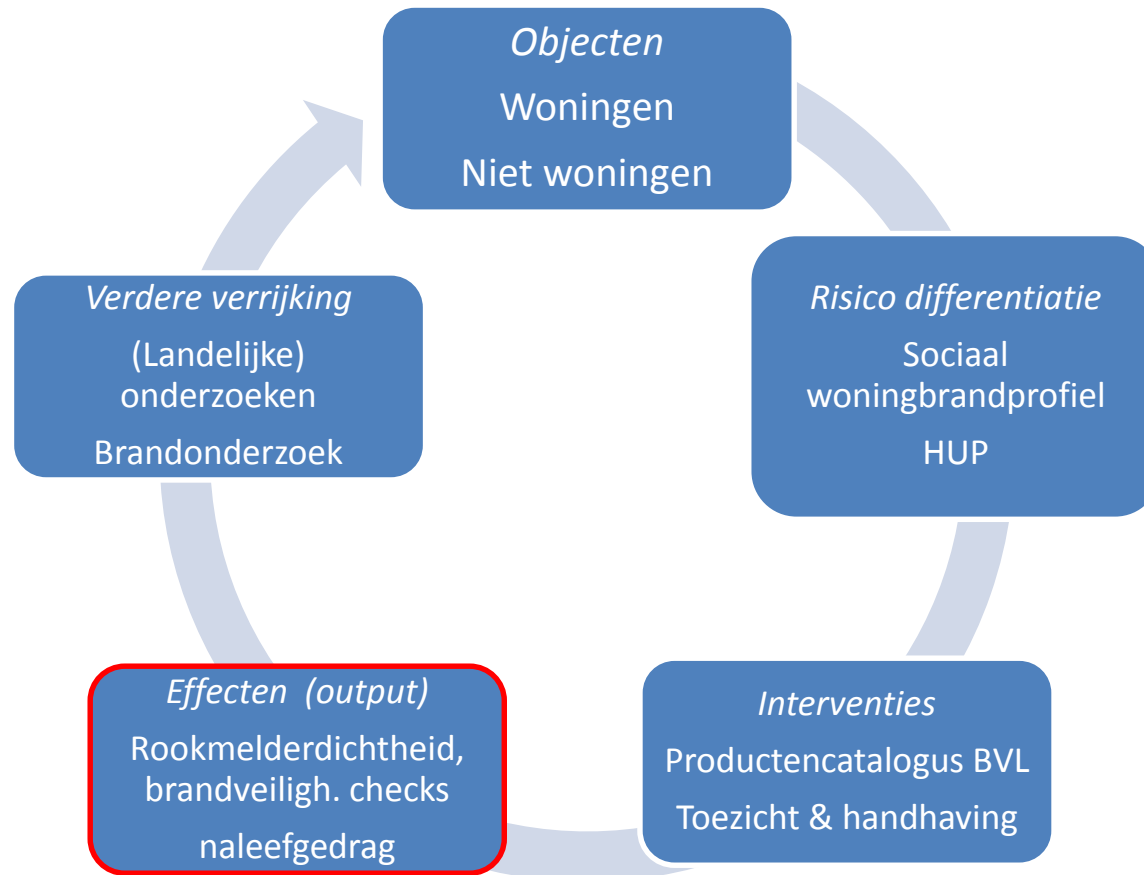 Objecten
Woningen
Niet woningen
Risico differentiatie
Sociaal
woningbrandprofiel
HUP
Interventies
Productencatalogus BVL
Toezicht & handhaving
Effecten (output)
Rookmelderdichtheid,
brandveiligh. checks
naleefgedrag
Verdere verrijking
(Landelijke)
onderzoeken
Brandonderzoek